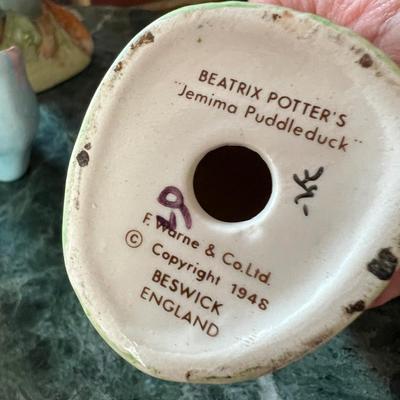 BEATRIX POTTER'S
"Jemima Puddleduck"
F. Warne & Co. Ltd.
© Copyright 1948
BESWICK
ENGLAND